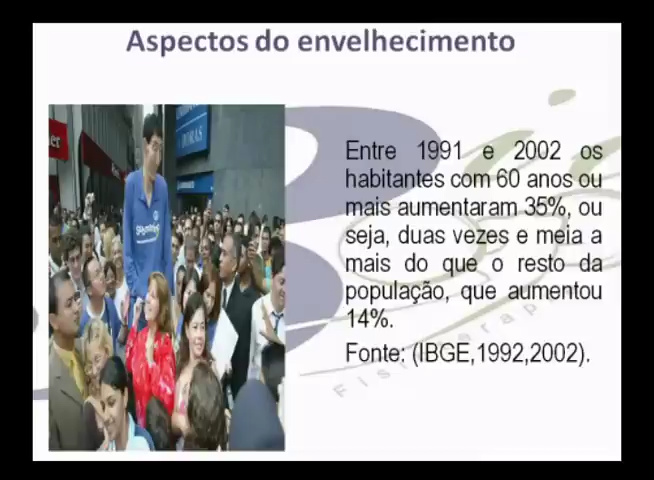 Aspectos do envelhecimento
Entre 1991 e 2002 os
habitantes com 60 anos ou
mais aumentaram 35%, ou
seja, duas vezes e meia a
mais do que o resto da
população, que aumentou
14%.
Fonte: (IBGE,1992,2002).